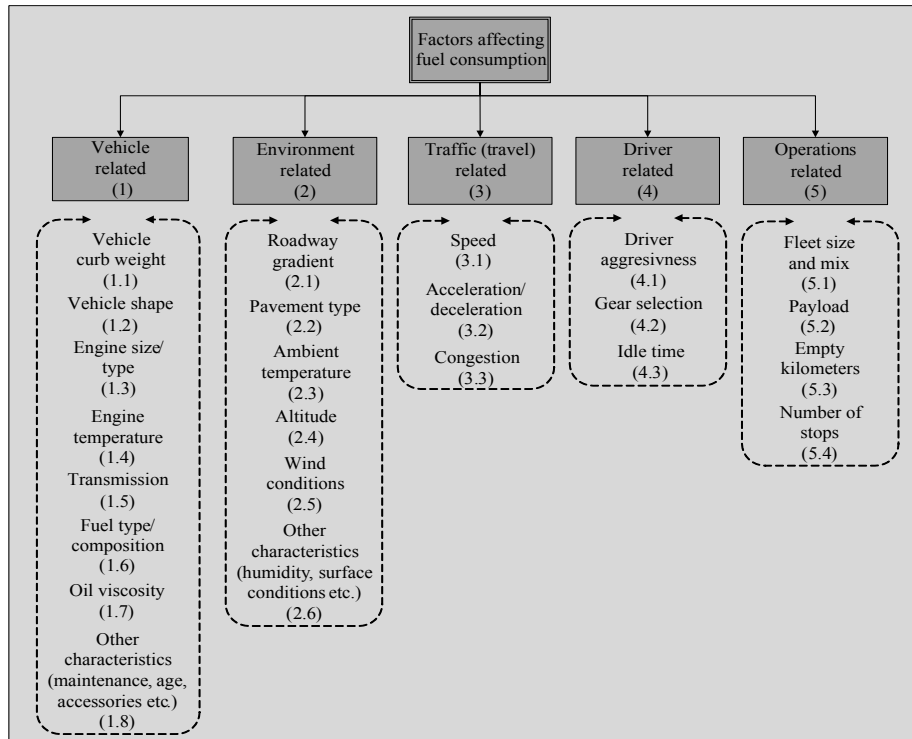 Factors affecting
fuel consumption
Vehicle
related
(1)
Environment
related
(2)
Traffic (travel)
related
(3)
Driver
related
(4)
Operations
related
(5)
Vehicle
curb weight
(1.1)
Vehicle shape
(1.2)
Engine size/
type
(1.3)
Engine
temperature
(1.4)
Transmission
(1.5)
Fuel type/
composition
(1.6)
Oil viscosity
(1.7)
Other
characteristics
(maintenance, age,
accessories etc.)
(1.8)
Roadway
gradient
(2.1)
Pavement type
(2.2)
Ambient
temperature
(2.3)
Altitude
(2.4)
Wind
conditions
(2.5)
Other
characteristics
(humidity, surface
conditions etc.)
(2.6)
Speed
(3.1)
Acceleration/
deceleration
(3.2)
Congestion
(3.3)
Driver
aggresivness
(4.1)
Gear selection
(4.2)
Idle time
(4.3)
Fleet size
and mix
(5.1)
Payload
(5.2)
Empty
kilometers
(5.3)
Number of
stops
(5.4)